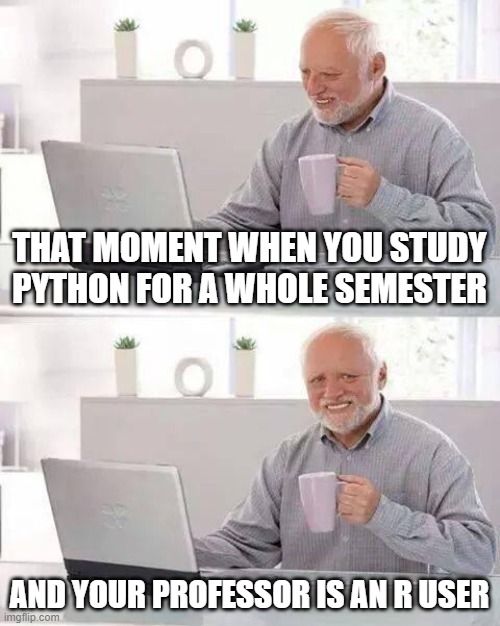 THAT MOMENT WHEN YOU STUDY
PYTHON FOR A WHOLE SEMESTER
AND YOUR PROFESSOR IS AN R USER
imgflip.com